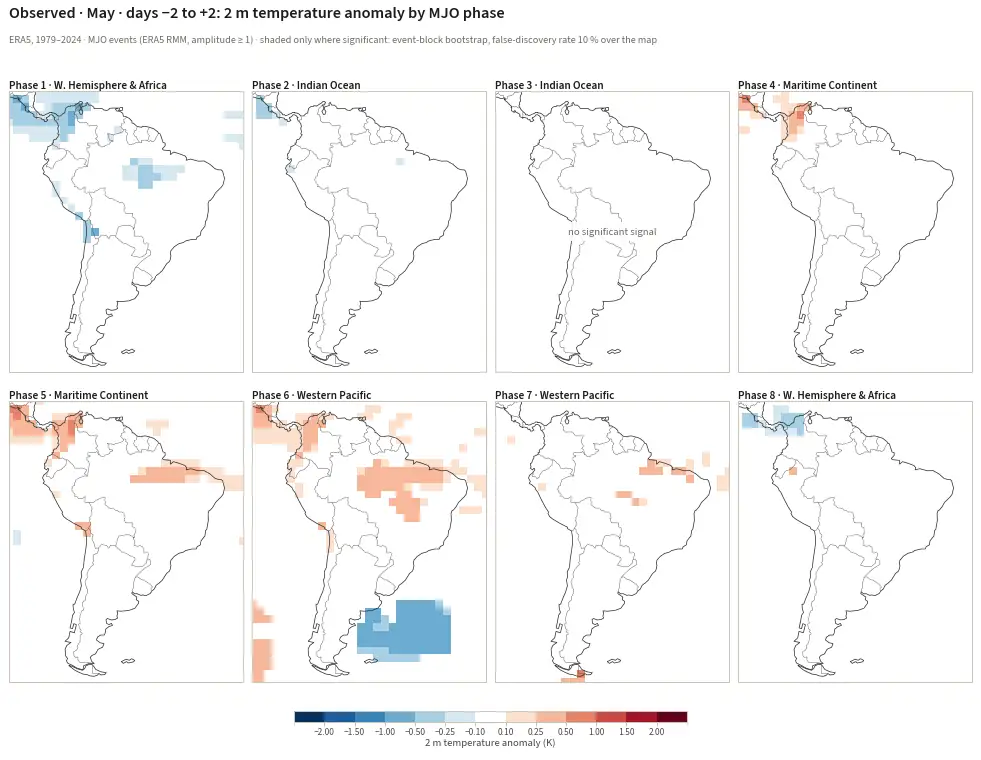 Observed · May · days −2 to +2: 2 m temperature anomaly by MJO phase
ERA5, 1979–2024 · MJO events (ERA5 RMM, amplitude ≥ 1) · shaded only where significant: event-block bootstrap, false-discovery rate 10 % over the map
Phase 1 · W. Hemisphere & Africa
Phase 2 · Indian Ocean
Phase 3 · Indian Ocean
Phase 4 · Maritime Continent
no significant signal
Phase 5 · Maritime Continent
Phase 6 · Western Pacific
Phase 7 · Western Pacific
Phase 8 · W. Hemisphere & Africa
−2.00 −1.50 −1.00 −0.50 −0.25 −0.10 0.10 0.25 0.50 1.00 1.50 2.00
2 m temperature anomaly (K)